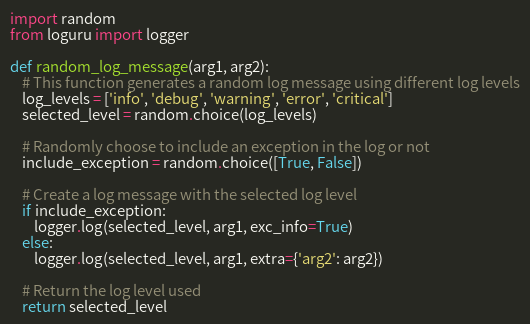 import random
from loguru import logger

def random_log_message(arg1, arg2):
    # This function generates a random log message using different log levels
    log_levels = ['info', 'debug', 'warning', 'error', 'critical']
    selected_level = random.choice(log_levels)

    # Randomly choose to include an exception in the log or not
    include_exception = random.choice([True, False])

    # Create a log message with the selected log level
    if include_exception:
        logger.log(selected_level, arg1, exc_info=True)
    else:
        logger.log(selected_level, arg1, extra={'arg2': arg2})

    # Return the log level used
    return selected_level